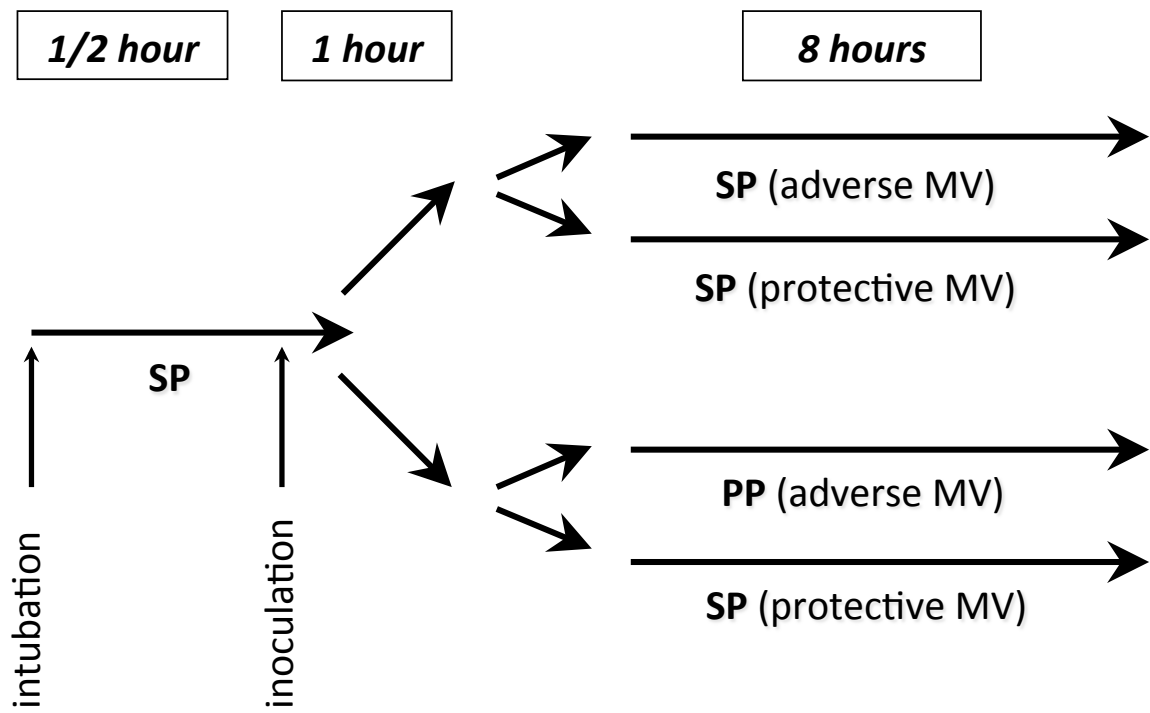 1/2 hour
1 hour
8 hours
SP (adverse MV)
SP (protective MV)
SP
PP (adverse MV)
SP (protective MV)
intubation
inoculation